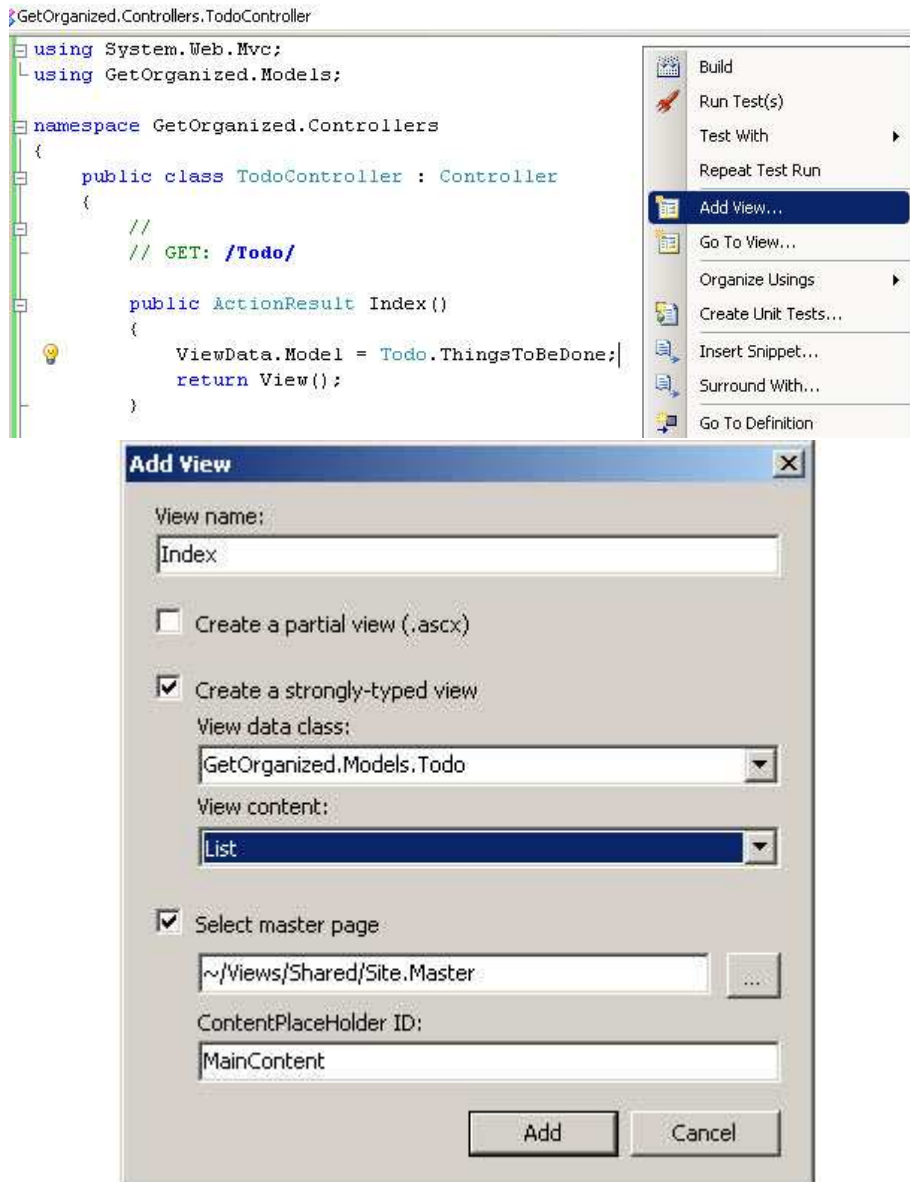 GetOrganized.Controllers.TodoController
using System.Web.Mvc;
using GetOrganized.Models;
namespace GetOrganized.Controllers
{
public class TodoController : Controller
{
//
// GET: /Todo/
public ActionResult Index()
{
ViewData.Model = Todo.ThingsToBeDone;
return View();
}
Build
Run Test(s)
Test With
Repeat Test Run
Add View...
Go To View...
Organize Usings
Create Unit Tests...
Insert Snippet...
Surround With...
Go To Definition
Add View
View name:
Index
Create a partial view (.ascx)
Create a strongly-typed view
View data class:
GetOrganized.Models.Todo
View content:
List
Select master page
~/Views/Shared/Site.Master
...
ContentPlaceHolder ID:
MainContent
Add
Cancel